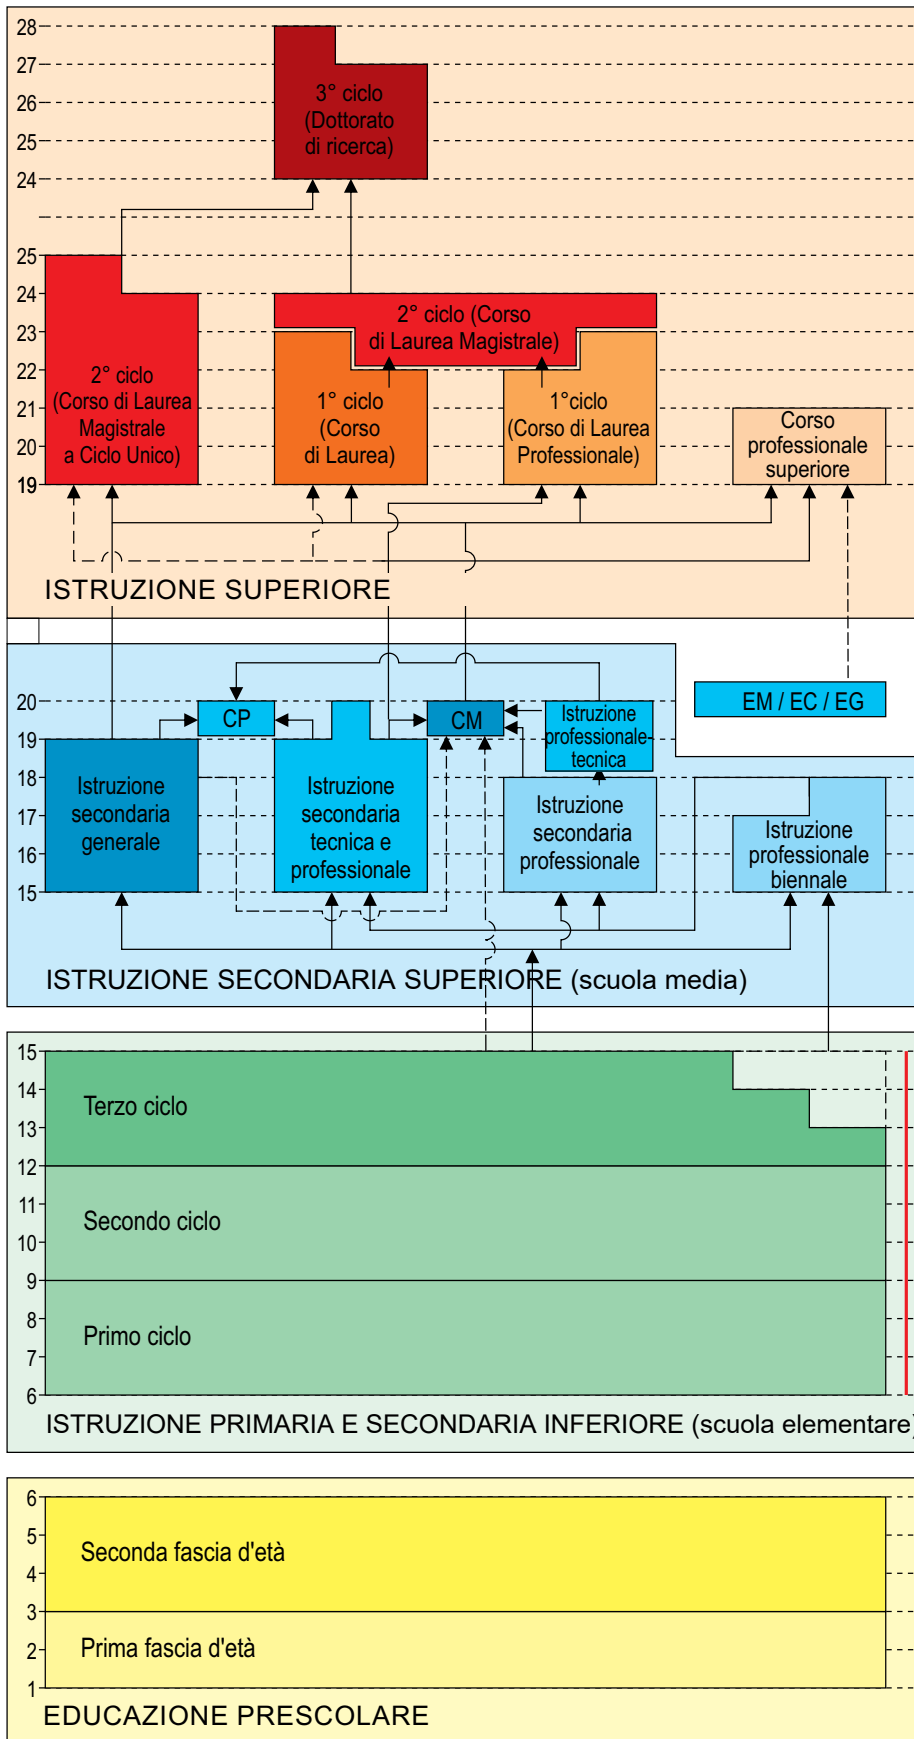 28
27
26
25
24
3° ciclo
(Dottorato
di ricerca)
25
24
23
22
21
20
19
2° ciclo
(Corso di Laurea
Magistrale
a Ciclo Unico)
2° ciclo (Corso
di Laurea Magistrale)
1° ciclo
(Corso
di Laurea)
1°ciclo
(Corso di Laurea
Professionale)
Corso
professionale
superiore
ISTRUZIONE SUPERIORE
20
19
18
17
16
15
CP
CM
Istruzione
professionale-
tecnica
EM / EC / EG
Istruzione
secondaria
generale
Istruzione
secondaria
tecnica e
professionale
Istruzione
secondaria
professionale
Istruzione
professionale
biennale
ISTRUZIONE SECONDARIA SUPERIORE (scuola media)
15
14
13
12
11
10
9
8
7
6
Terzo ciclo
Secondo ciclo
Primo ciclo
ISTRUZIONE PRIMARIA E SECONDARIA INFERIORE (scuola elementare)
6
5
4
3
2
1
Seconda fascia d'età
Prima fascia d'età
EDUCAZIONE PRESCOLARE